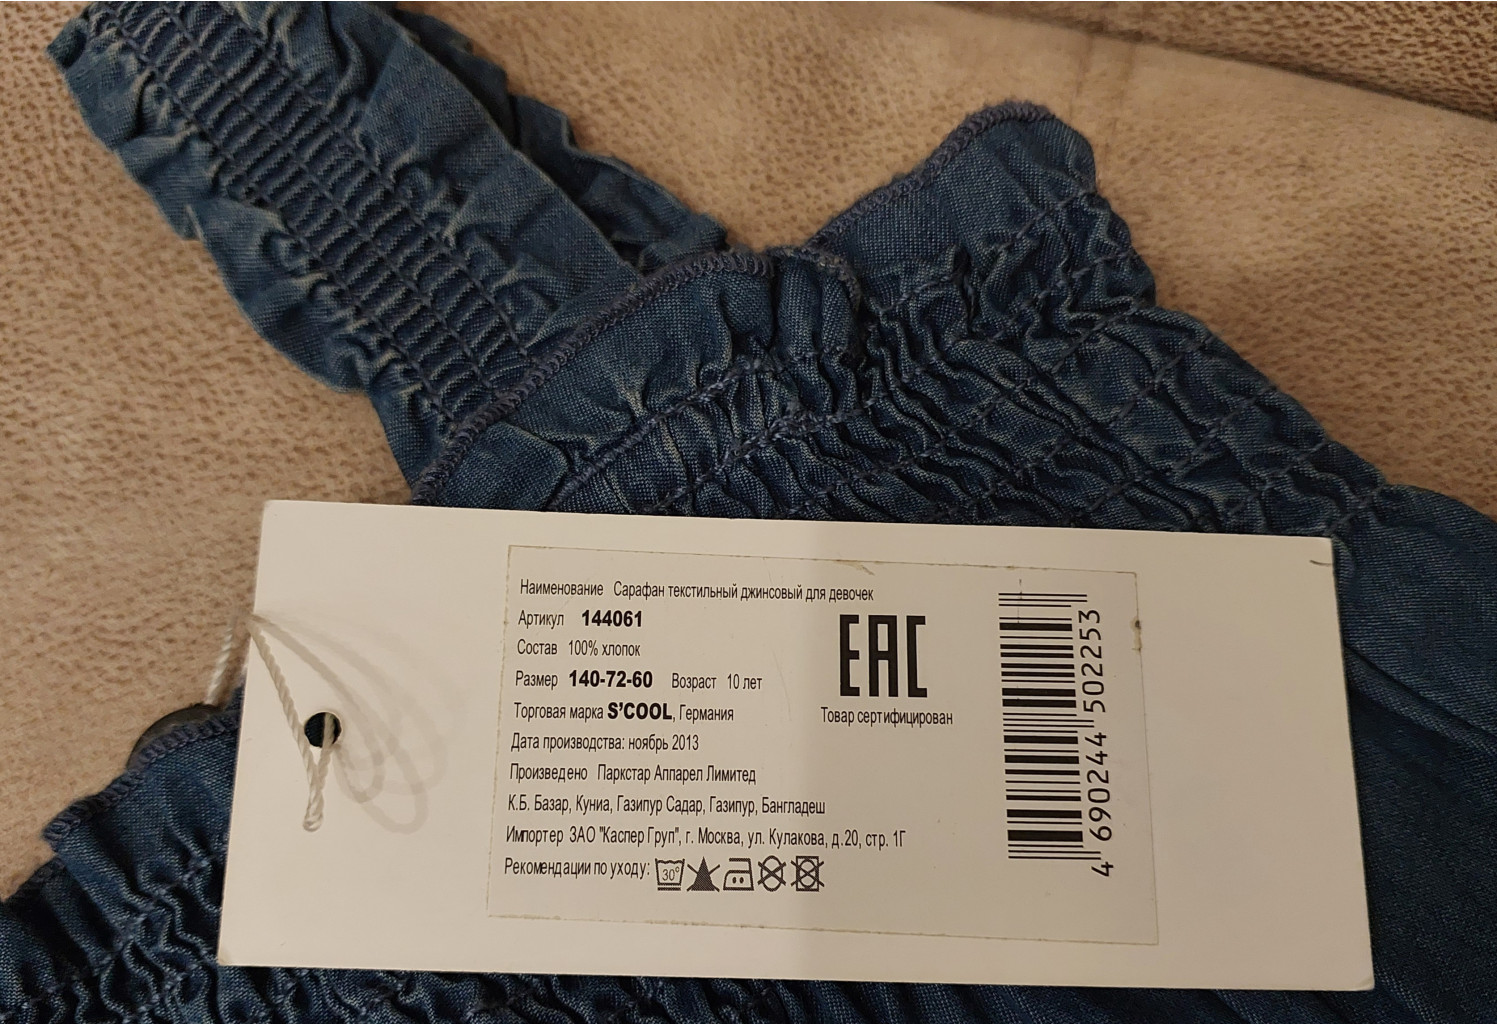 Наименование Сарафан текстильный джинсовый для девочек
Артикул 144061
Состав 100% хлопок
Размер 140-72-60 Возраст 10 лет
Торговая марка S'COOL, Германия
Дата производства: ноябрь 2013
Произведено Паркстар Аппарел Лимитед
К.Б. Базар, Куниа, Газипур Садар, Газипур, Бангладеш
Импортер ЗАО "Каспер Груп", г. Москва, ул. Кулакова, д.20, стр. 1Г
Рекомендации по уходу: 30°
ЕАС
Товар сертифицирован
4 690244 502253